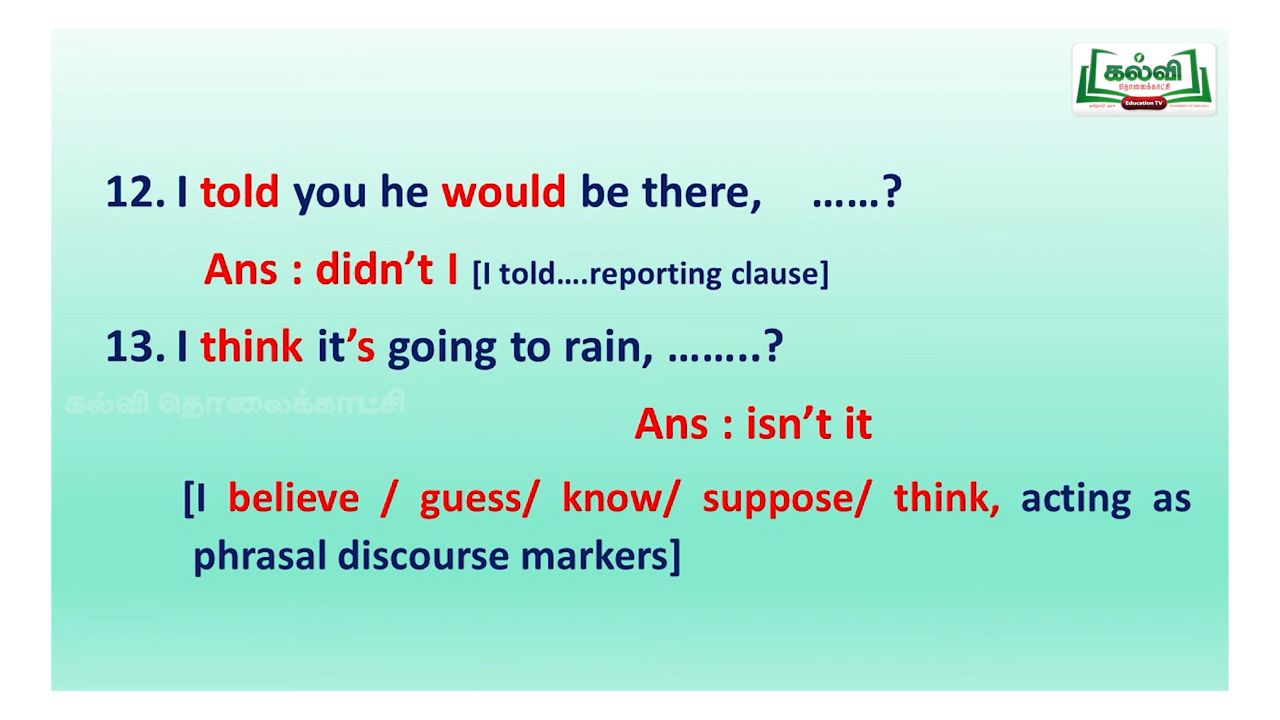 கல்வி
தொலைக்காட்சி
Education TV
12. I told you he would be there, ……?
Ans : didn’t I [I told….reporting clause]
13. I think it’s going to rain, ……..?
கல்வி தொலைக்காட்சி
Ans : isn’t it
[I believe / guess/ know/ suppose/ think, acting as
phrasal discourse markers]